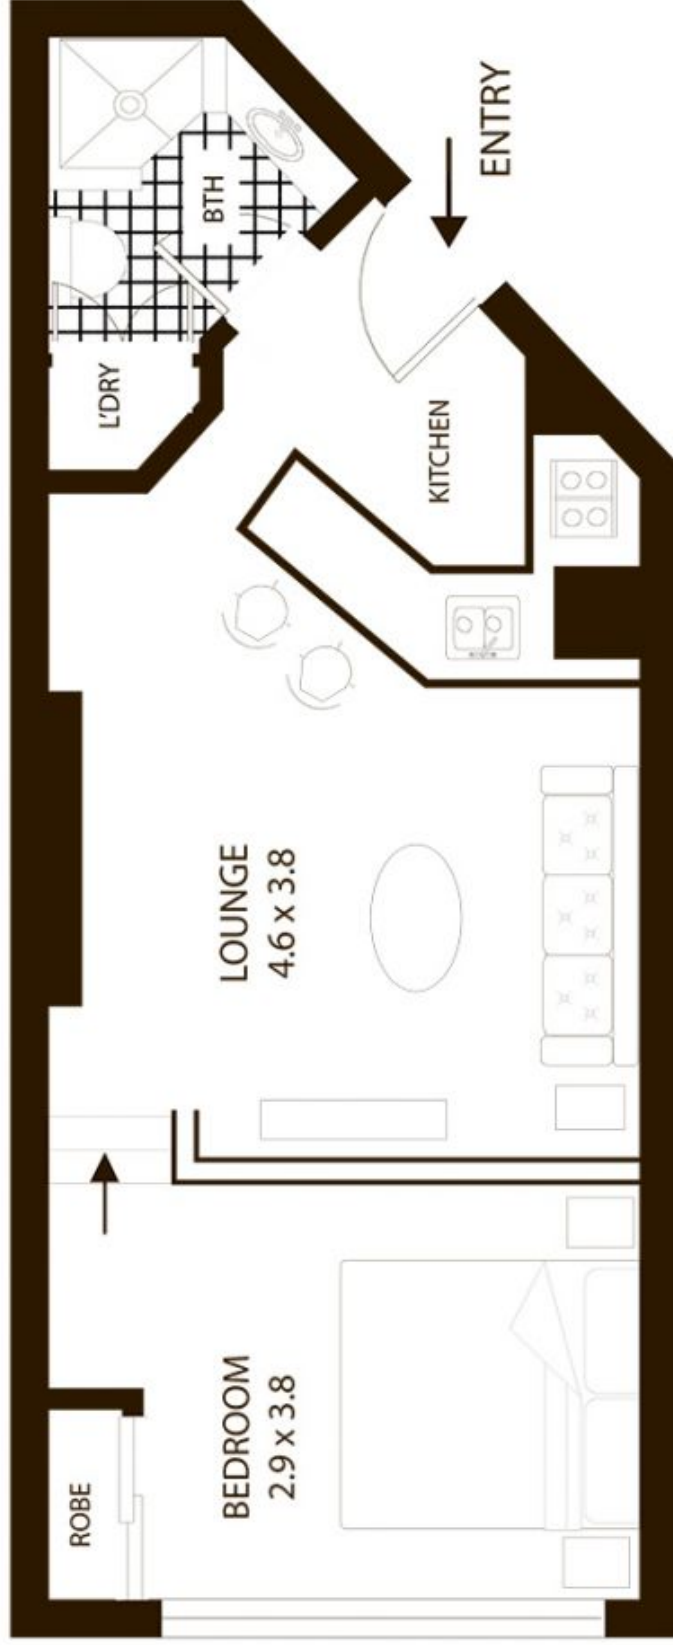 ENTRY
BTH
L'DRY
KITCHEN
LOUNGE
4.6 x 3.8
BEDROOM
2.9 x 3.8
ROBE